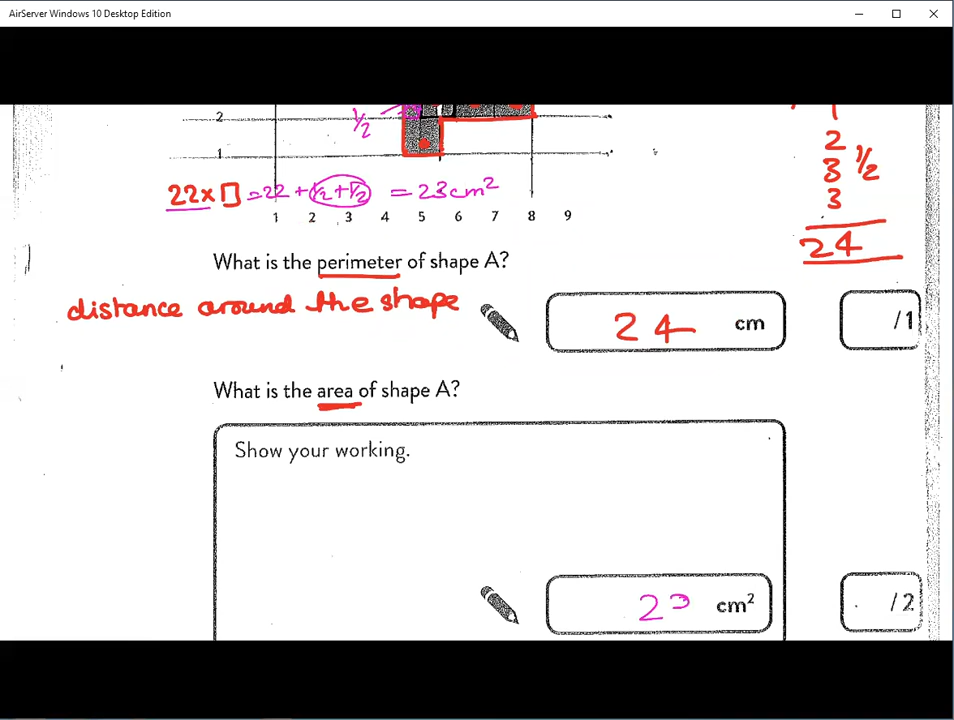 AirServer Windows 10 Desktop Edition
2
1/2
1
22 x □ = 22 + 1/2 + 1/2 = 23cm²
1 2 3 4 5 6 7 8 9
1
2
3 1/2
3
24
What is the perimeter of shape A?
distance around the shape
24 cm
/1
What is the area of shape A?
Show your working.
23 cm²
/2